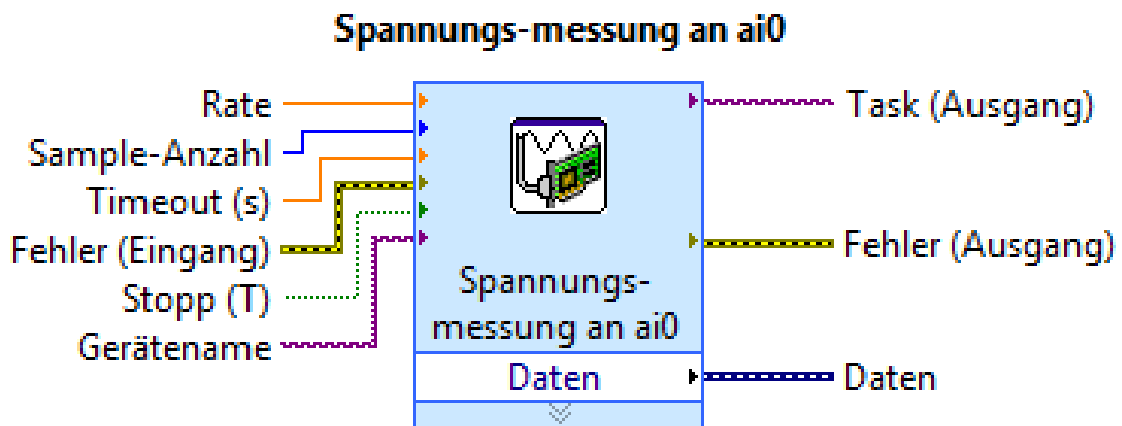 Spannungs-messung an ai0
Rate
Sample-Anzahl
Timeout (s)
Fehler (Eingang)
Stopp (T)
Gerätename
Spannungs-
messung an ai0
Daten
Task (Ausgang)
Fehler (Ausgang)
Daten